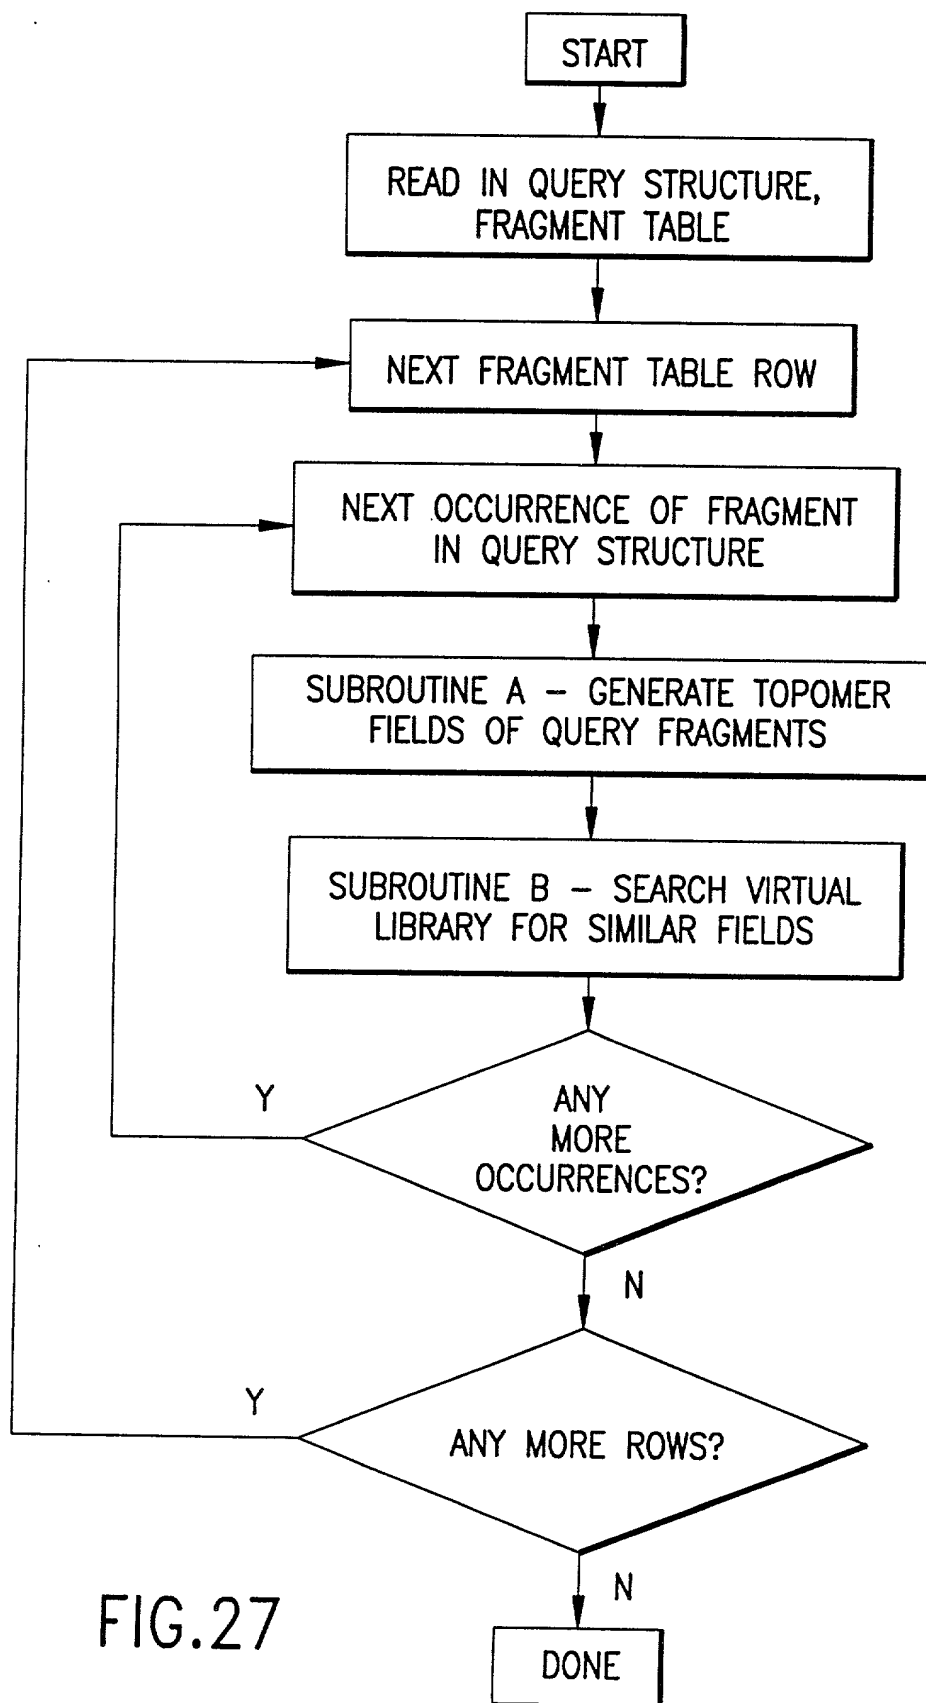 START
READ IN QUERY STRUCTURE,
FRAGMENT TABLE
NEXT FRAGMENT TABLE ROW
NEXT OCCURRENCE OF FRAGMENT
IN QUERY STRUCTURE
SUBROUTINE A – GENERATE TOPOMER
FIELDS OF QUERY FRAGMENTS
SUBROUTINE B – SEARCH VIRTUAL
LIBRARY FOR SIMILAR FIELDS
Y
ANY
MORE
OCCURRENCES?
N
Y
ANY MORE ROWS?
N
DONE
FIG.27